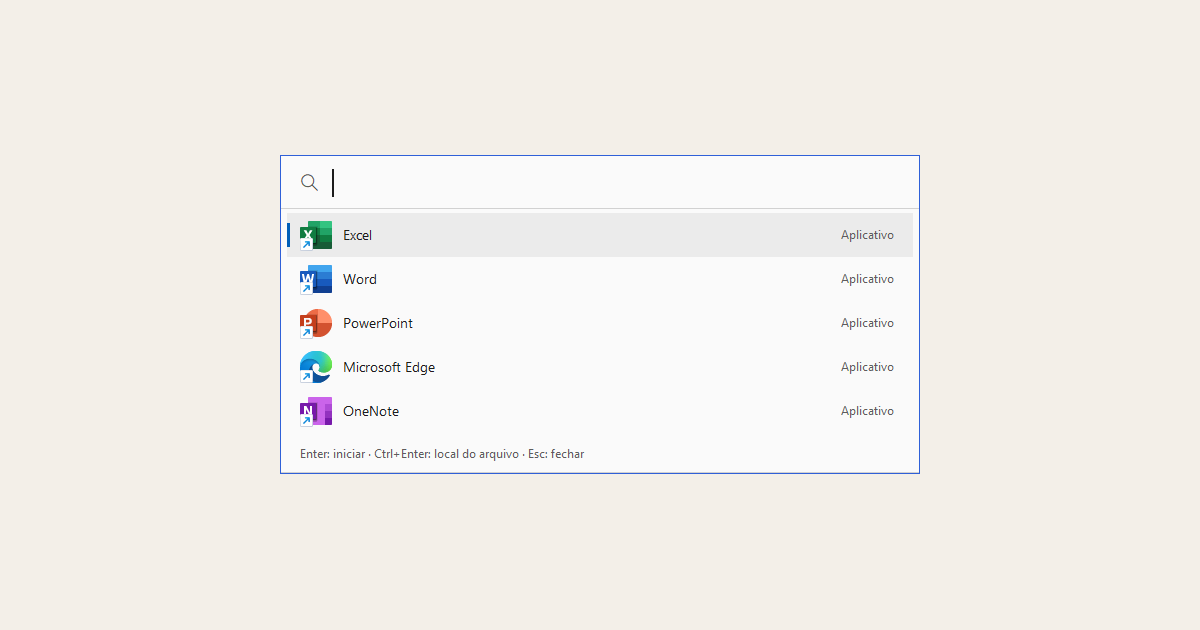 Excel Aplicativo
Word Aplicativo
PowerPoint Aplicativo
Microsoft Edge Aplicativo
OneNote Aplicativo
Enter: iniciar · Ctrl+Enter: local do arquivo · Esc: fechar